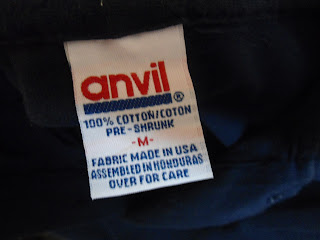 anvil
®
100% COTTON/COTON
PRE-SHRUNK
-M-
FABRIC MADE IN USA
ASSEMBLED IN HONDURAS
OVER FOR CARE